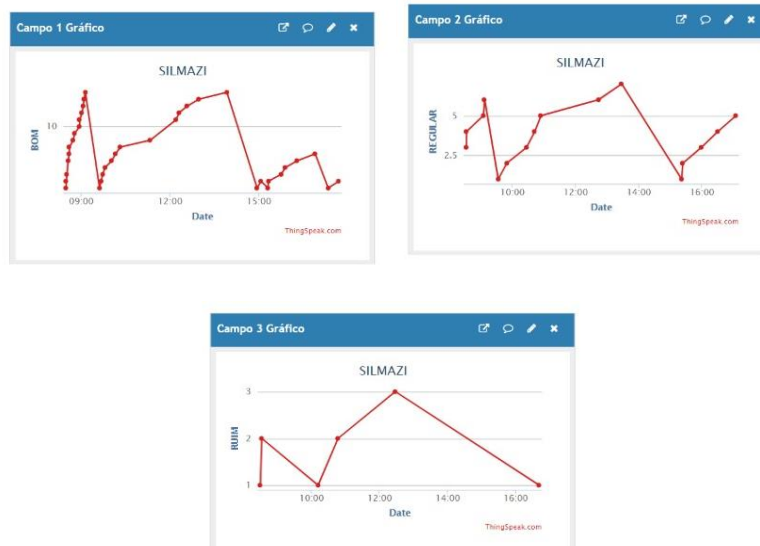 Campo 1 Gráfico
SILMAZI
BOM
10
09:00 12:00 15:00
Date
ThingSpeak.com
Campo 2 Gráfico
SILMAZI
REGULAR
5
2.5
10:00 12:00 14:00 16:00
Date
ThingSpeak.com
Campo 3 Gráfico
SILMAZI
RUIM
3
2
1
10:00 12:00 14:00 16:00
Date
ThingSpeak.com